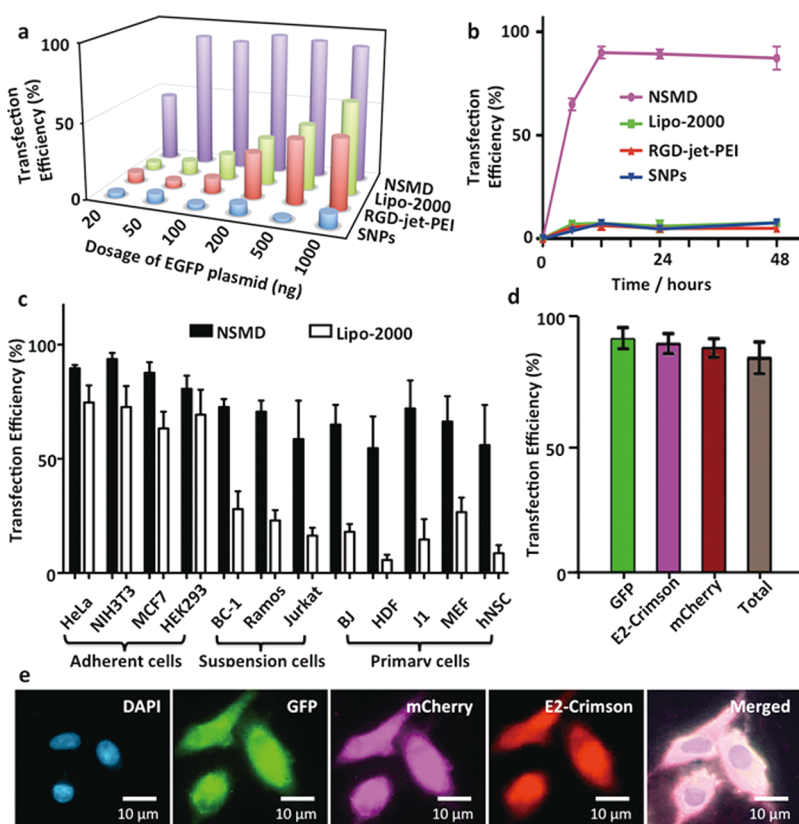 a
Transfection
Efficiency (%)
100
50
0
20
50
100
200
500
1000
Dosage of EGFP plasmid (ng)
NSMD
Lipo-2000
RGD-jet-PEI
SNPs
b
Transfection
Efficiency (%)
100
50
0
0
24
48
Time / hours
NSMD
Lipo-2000
RGD-jet-PEI
SNPs
c
Transfection Efficiency (%)
100
50
0
NSMD
Lipo-2000
HeLa
NIH3T3
MCF7
HEK293
BC-1
Ramos
Jurkat
BJ
HDF
J1
MEF
hNSC
Adherent cells
Suspension cells
Primary cells
d
Transfection Efficiency (%)
100
50
0
GFP
E2-Crimson
mCherry
Total
e
DAPI
10 µm
GFP
10 µm
mCherry
10 µm
E2-Crimson
10 µm
Merged
10 µm